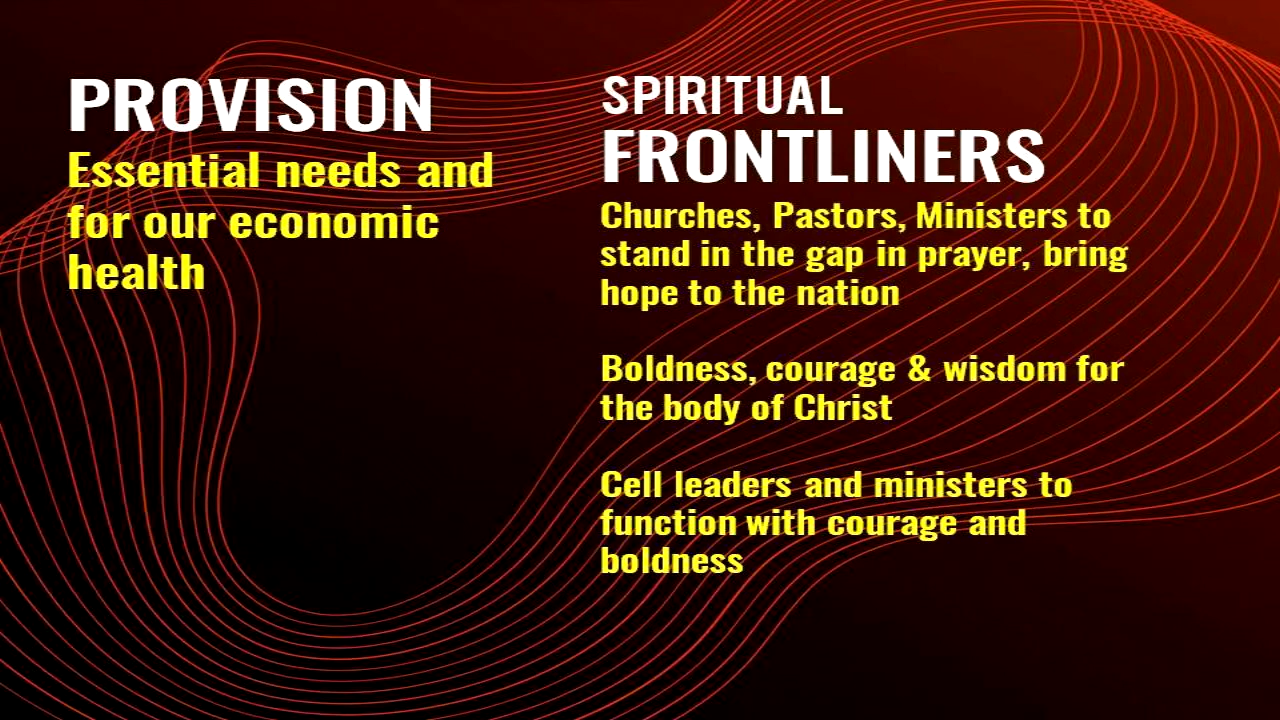 PROVISION
Essential needs and
for our economic
health
SPIRITUAL
FRONTLINERS
Churches, Pastors, Ministers to
stand in the gap in prayer, bring
hope to the nation
Boldness, courage & wisdom for
the body of Christ
Cell leaders and ministers to
function with courage and
boldness